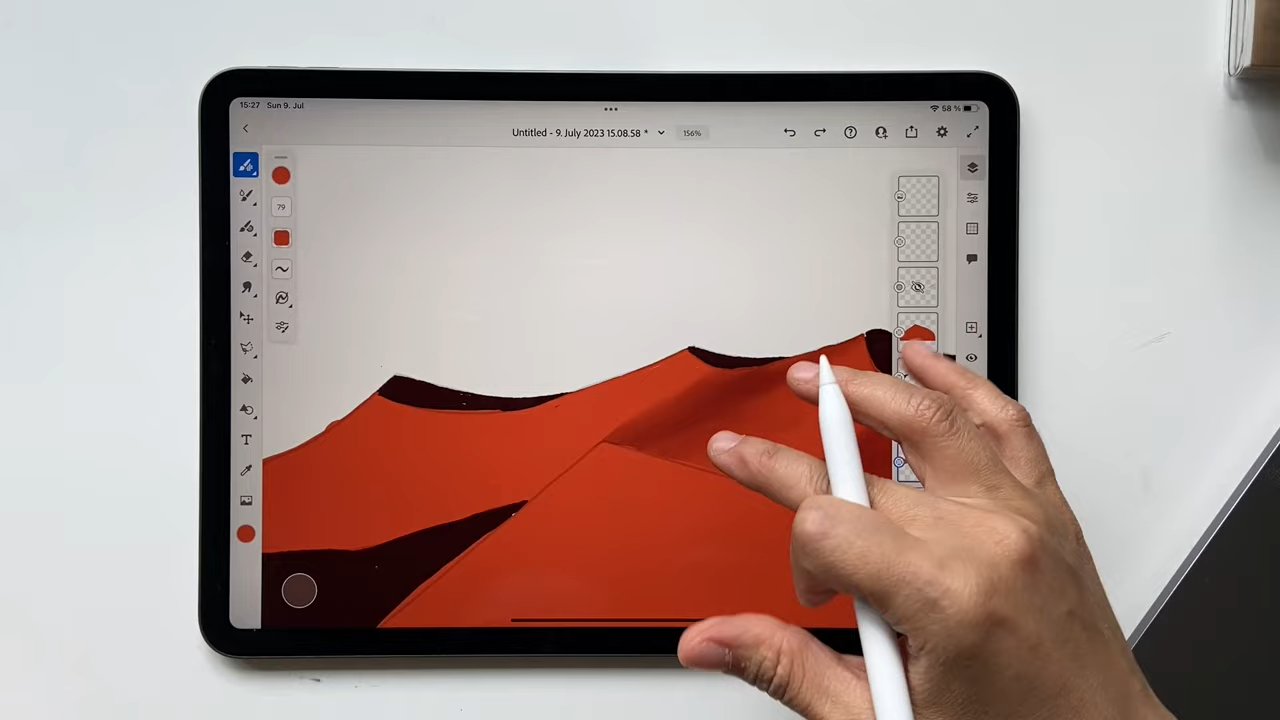 15:27 Sun 9. Jul
58 %
Untitled - 9. July 2023 15.08.58 *
156%
79
T